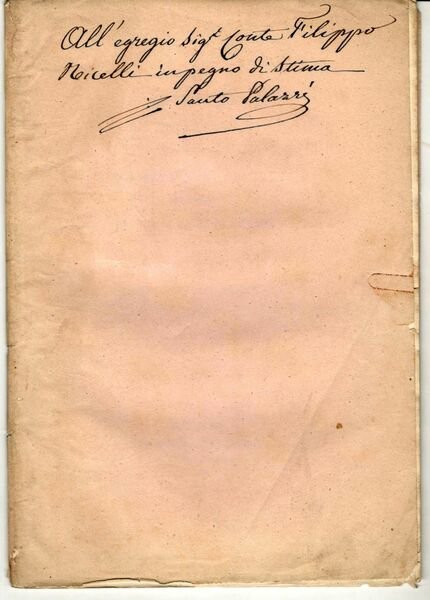 All'egregio Sigr Conte Filippo
Nicelli in pegno di Stima
Santo Palazzi